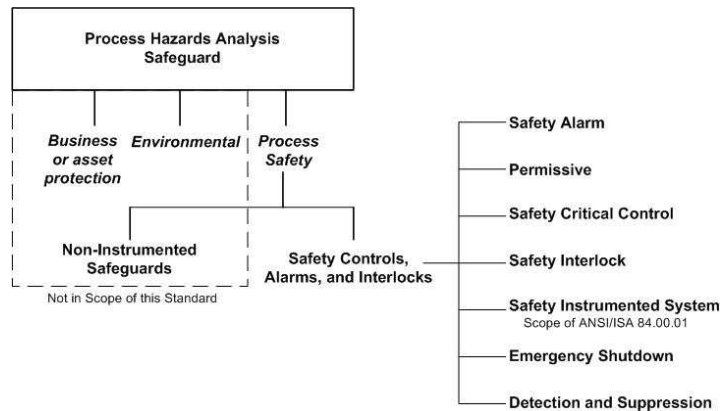 Process Hazards Analysis
Safeguard
Business
or asset
protection
Environmental
Process
Safety
Non-Instrumented
Safeguards
Not in Scope of this Standard
Safety Controls,
Alarms, and Interlocks
Safety Alarm
Permissive
Safety Critical Control
Safety Interlock
Safety Instrumented System
Scope of ANSI/ISA 84.00.01
Emergency Shutdown
Detection and Suppression